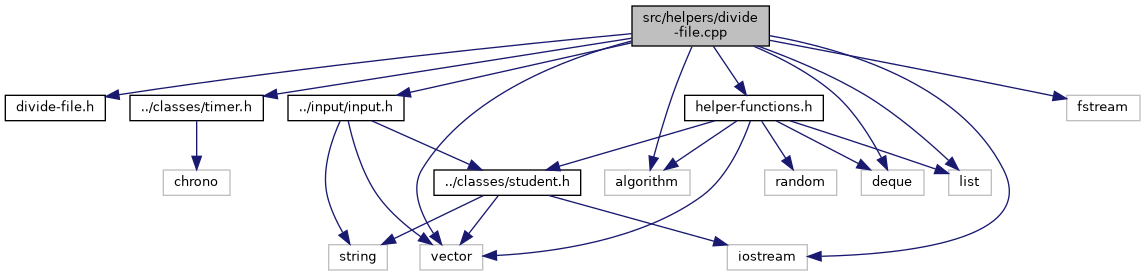 src/helpers/divide
-file.cpp
divide-file.h
../classes/timer.h
../input/input.h
helper-functions.h
fstream
chrono
../classes/student.h
algorithm
random
deque
list
string
vector
iostream